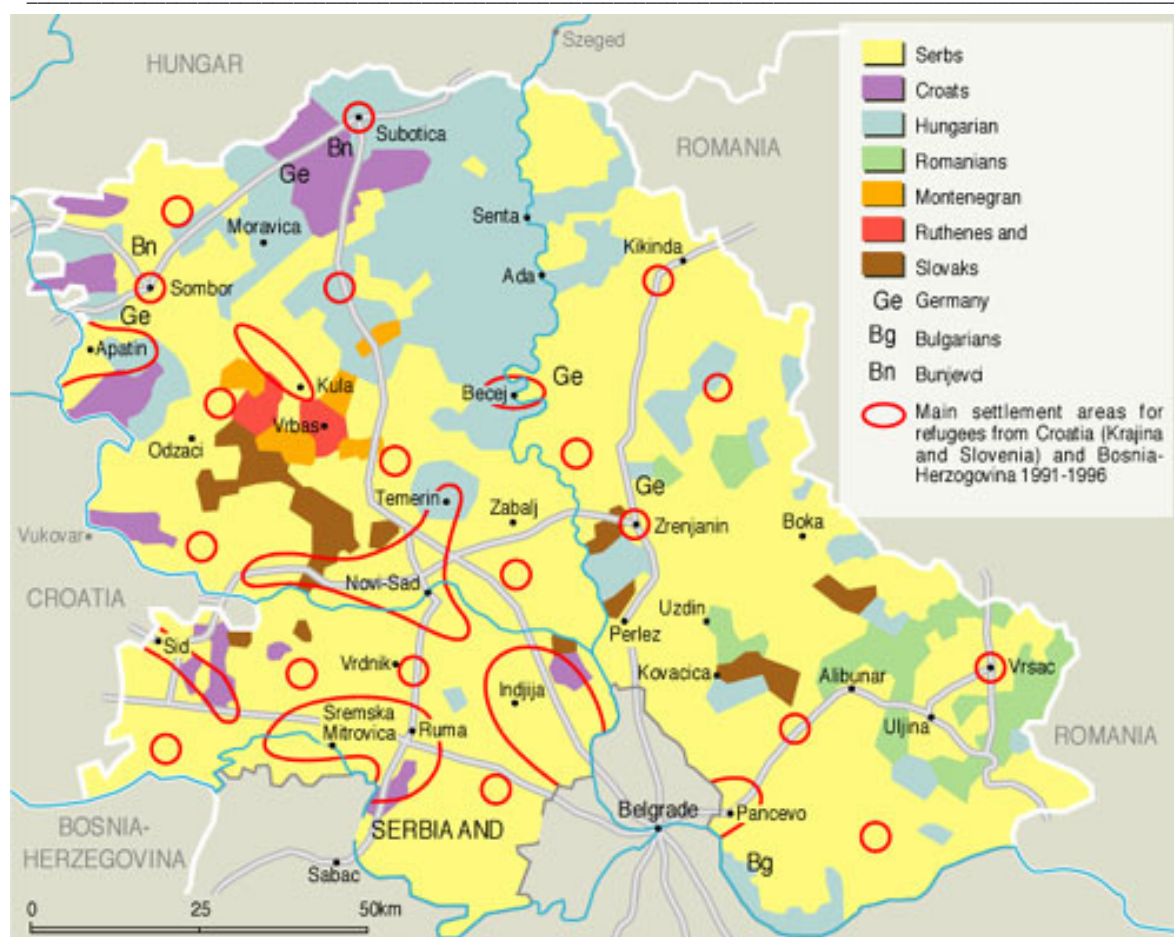 Szeged
HUNGAR
Subotica
Bn
Ge
ROMANIA
Senta
Moravica
Kikinda
Bn
Ada
Sombor
Ge
Apatin
Ge
Kula
Becej
Vrbas
Odzaci
Ge
Temerin
Zabalj
Zrenjanin
Boka
Vukovar
Novi-Sad
CROATIA
Uzdin
Perlez
Sid
Vrdnik
Kovacica
Alibunar
Vrsac
Indjija
Sremska
Mitrovica
Ruma
Uljina
ROMANIA
Belgrade
Pancevo
BOSNIA-
HERZEGOVINA
SERBIA AND
Bg
Sabac
0 25 50km
Serbs
Croats
Hungarian
Romanians
Montenegran
Ruthenes and
Slovaks
Ge Germany
Bg Bulgarians
Bn Bunjevci
Main settlement areas for
refugees from Croatia (Krajina
and Slovenia) and Bosnia-
Herzogovina 1991-1996